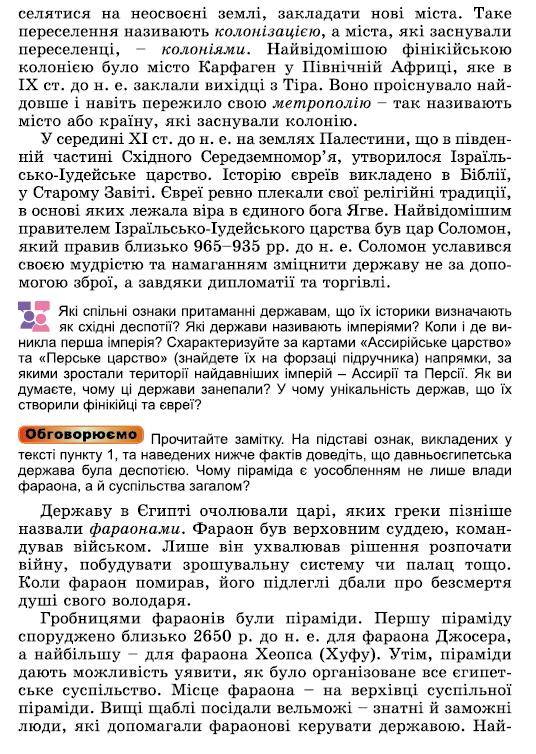 селятися на неосвоєні землі, закладати нові міста. Таке
переселення називають колонізацією, а міста, які заснували
переселенці, – колоніями. Найвідомішою фінікійською
колонією було місто Карфаген у Північній Африці, яке в
IX ст. до н. е. заклали вихідці з Тіра. Воно проіснувало най-
довше і навіть пережило свою метрополію – так називають
місто або країну, які заснували колонію.
У середині XI ст. до н. е. на землях Палестини, що в півден-
ній частині Східного Середземномор’я, утворилося Ізраїль-
сько-Іудейське царство. Історію євреїв викладено в Біблії,
у Старому Завіті. Євреї ревно плекали свої релігійні традиції,
в основі яких лежала віра в єдиного бога Ягве. Найвідомішим
правителем Ізраїльсько-Іудейського царства був цар Соломон,
який правив близько 965–935 рр. до н. е. Соломон уславився
своєю мудрістю та намаганням зміцнити державу не за допо-
могою зброї, а завдяки дипломатії та торгівлі.
Які спільні ознаки притаманні державам, що їх історики визначають
як східні деспотії? Які держави називають імперіями? Коли і де ви-
никла перша імперія? Схарактеризуйте за картами «Ассирійське царство»
та «Перське царство» (знайдете їх на форзаці підручника) напрямки, за
якими зростали території найдавніших імперій – Ассирії та Персії. Як ви
думаєте, чому ці держави занепали? У чому унікальність держав, що їх
створили фінікійці та євреї?
Обговорюємо Прочитайте замітку. На підставі ознак, викладених у
тексті пункту 1, та наведених нижче фактів доведіть, що давньоєгипетська
держава була деспотією. Чому піраміда є уособленням не лише влади
фараона, а й суспільства загалом?
Державу в Єгипті очолювали царі, яких греки пізніше
назвали фараонами. Фараон був верховним суддею, коман-
дував військом. Лише він ухвалював рішення розпочати
війну, побудувати зрошувальну систему чи палац тощо.
Коли фараон помирав, його підлеглі дбали про безсмертя
душі свого володаря.
Гробницями фараонів були піраміди. Першу піраміду
споруджено близько 2650 р. до н. е. для фараона Джосера,
а найбільшу – для фараона Хеопса (Хуфу). Утім, піраміди
дають можливість уявити, як було організоване все єгипет-
ське суспільство. Місце фараона – на верхівці суспільної
піраміди. Вищі щаблі посідали вельможі – знатні й заможні
люди, які допомагали фараонові керувати державою. Най-